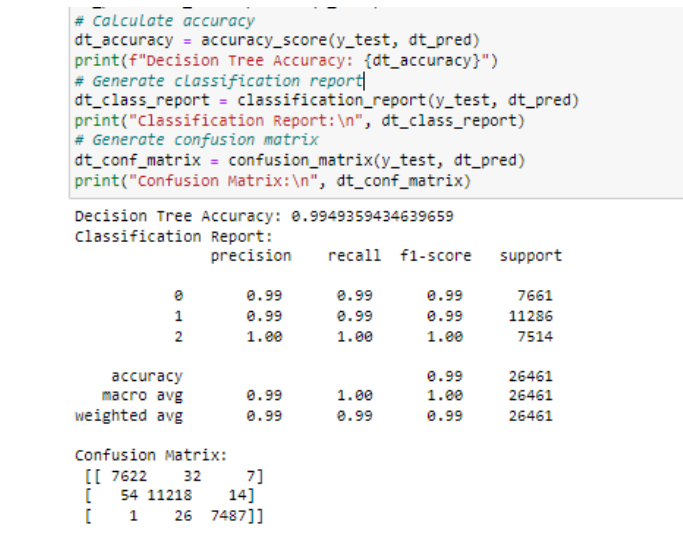 # Calculate accuracy
dt_accuracy = accuracy_score(y_test, dt_pred)
print(f"Decision Tree Accuracy: {dt_accuracy}")
# Generate classification report
dt_class_report = classification_report(y_test, dt_pred)
print("Classification Report:\n", dt_class_report)
# Generate confusion matrix
dt_conf_matrix = confusion_matrix(y_test, dt_pred)
print("Confusion Matrix:\n", dt_conf_matrix)
Decision Tree Accuracy: 0.9949359434639659
Classification Report:
precision recall f1-score support
0 0.99 0.99 0.99 7661
1 0.99 0.99 0.99 11286
2 1.00 1.00 1.00 7514
accuracy 0.99 26461
macro avg 0.99 1.00 1.00 26461
weighted avg 0.99 0.99 0.99 26461
Confusion Matrix:
[[ 7622 32 7]
[ 54 11218 14]
[ 1 26 7487]]